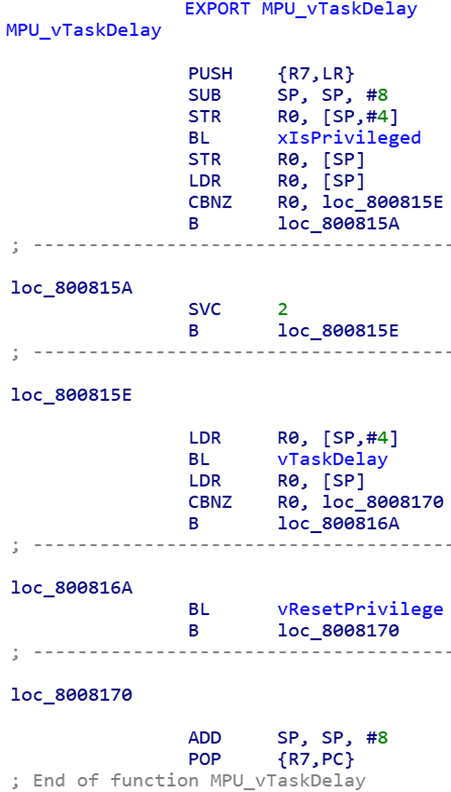 EXPORT MPU_vTaskDelay
MPU_vTaskDelay
PUSH {R7,LR}
SUB SP, SP, #8
STR R0, [SP,#4]
BL xIsPrivileged
STR R0, [SP]
LDR R0, [SP]
CBNZ R0, loc_800815E
B loc_800815A
; ---------------------------------------
loc_800815A
SVC 2
B loc_800815E
; ---------------------------------------
loc_800815E
LDR R0, [SP,#4]
BL vTaskDelay
LDR R0, [SP]
CBNZ R0, loc_8008170
B loc_800816A
; ---------------------------------------
loc_800816A
BL vResetPrivilege
B loc_8008170
; ---------------------------------------
loc_8008170
ADD SP, SP, #8
POP {R7,PC}
; End of function MPU_vTaskDelay